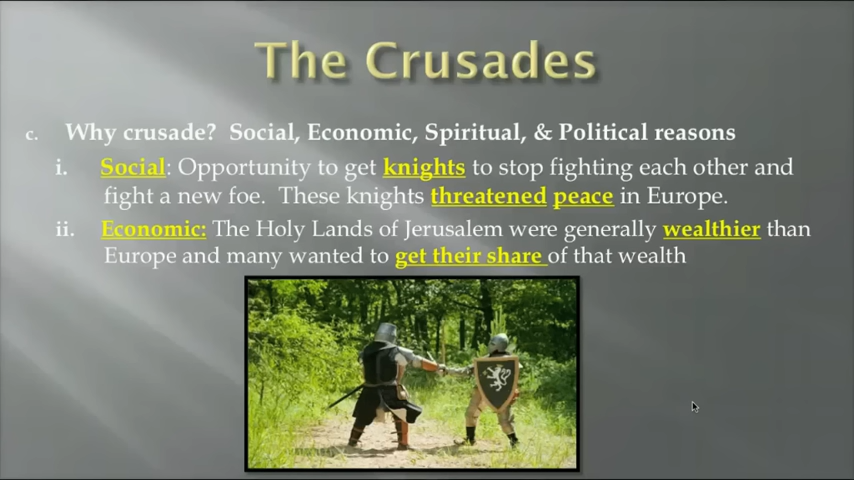 The Crusades
c. Why crusade? Social, Economic, Spiritual, & Political reasons
i. Social: Opportunity to get knights to stop fighting each other and
fight a new foe. These knights threatened peace in Europe.
ii. Economic: The Holy Lands of Jerusalem were generally wealthier than
Europe and many wanted to get their share of that wealth